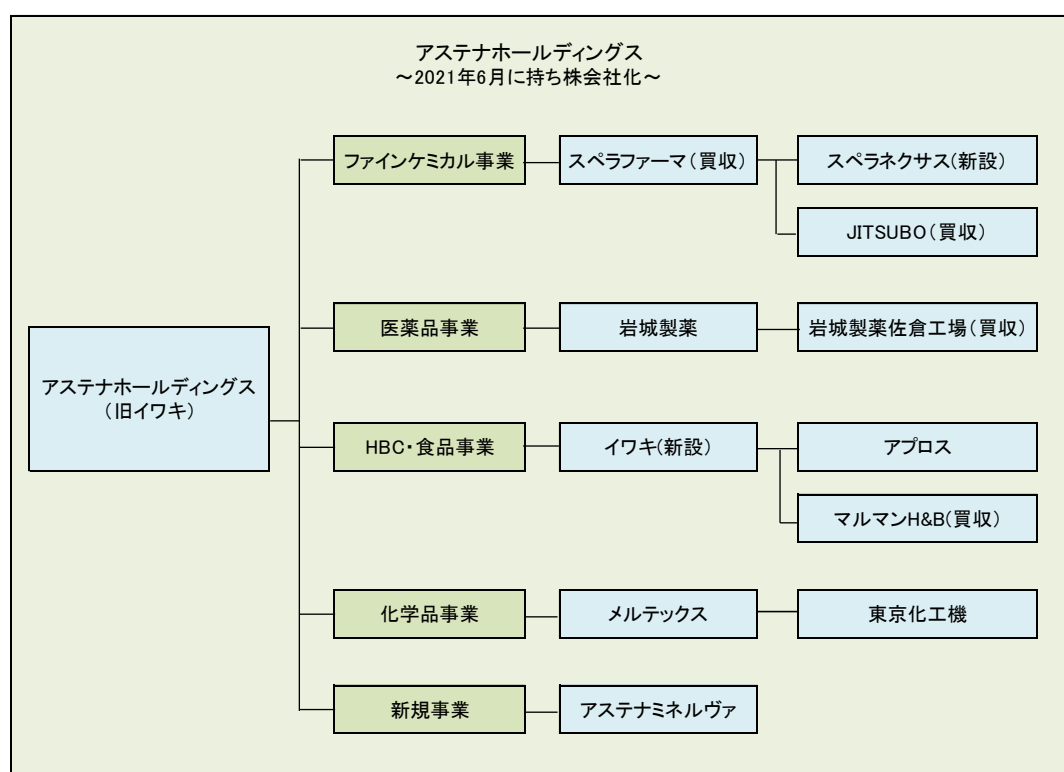 アステナホールディングス
～2021年6月に持ち株会社化～
ファインケミカル事業
スペラファーマ（買収）
スペラネクサス(新設）
JITSUBO（買収）
医薬品事業
岩城製薬
岩城製薬佐倉工場（買収）
アステナホールディングス
（旧イワキ）
HBC・食品事業
イワキ(新設）
アプロス
マルマンH&B(買収）
化学品事業
メルテックス
東京化工機
新規事業
アステナミネルヴァ